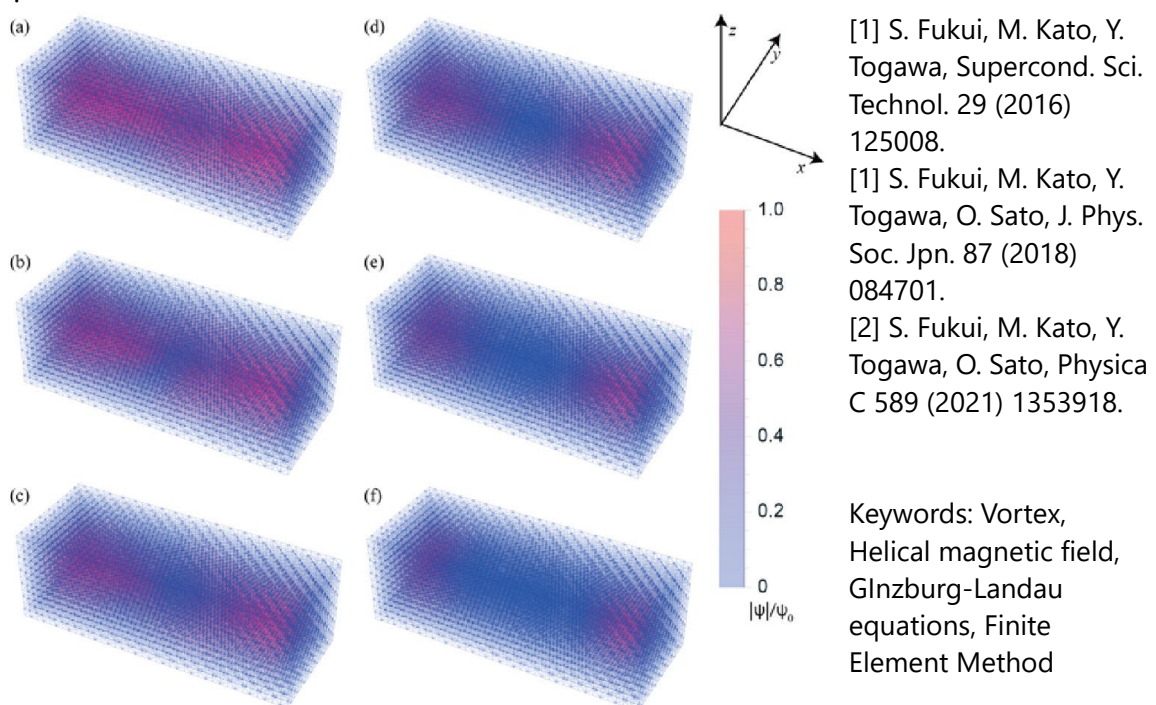 (a)
(d)
z
y
x
(b)
(e)
(c)
(f)
1.0
0.8
0.6
0.4
0.2
0
|ψ|/ψ₀
[1] S. Fukui, M. Kato, Y.
Togawa, Supercond. Sci.
Technol. 29 (2016)
125008.
[1] S. Fukui, M. Kato, Y.
Togawa, O. Sato, J. Phys.
Soc. Jpn. 87 (2018)
084701.
[2] S. Fukui, M. Kato, Y.
Togawa, O. Sato, Physica
C 589 (2021) 1353918.
Keywords: Vortex,
Helical magnetic field,
GInzburg-Landau
equations, Finite
Element Method